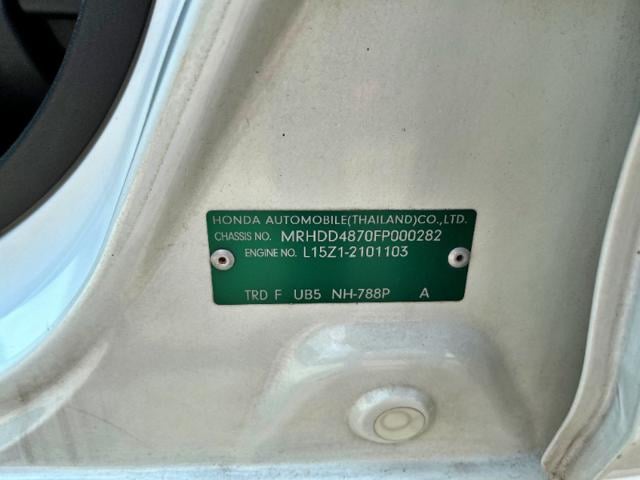 HONDA AUTOMOBILE(THAILAND)CO.,LTD.
CHASSIS NO. MRHDD4870FP000282
ENGINE NO. L15Z1-2101103
TRD F UB5 NH-788P A